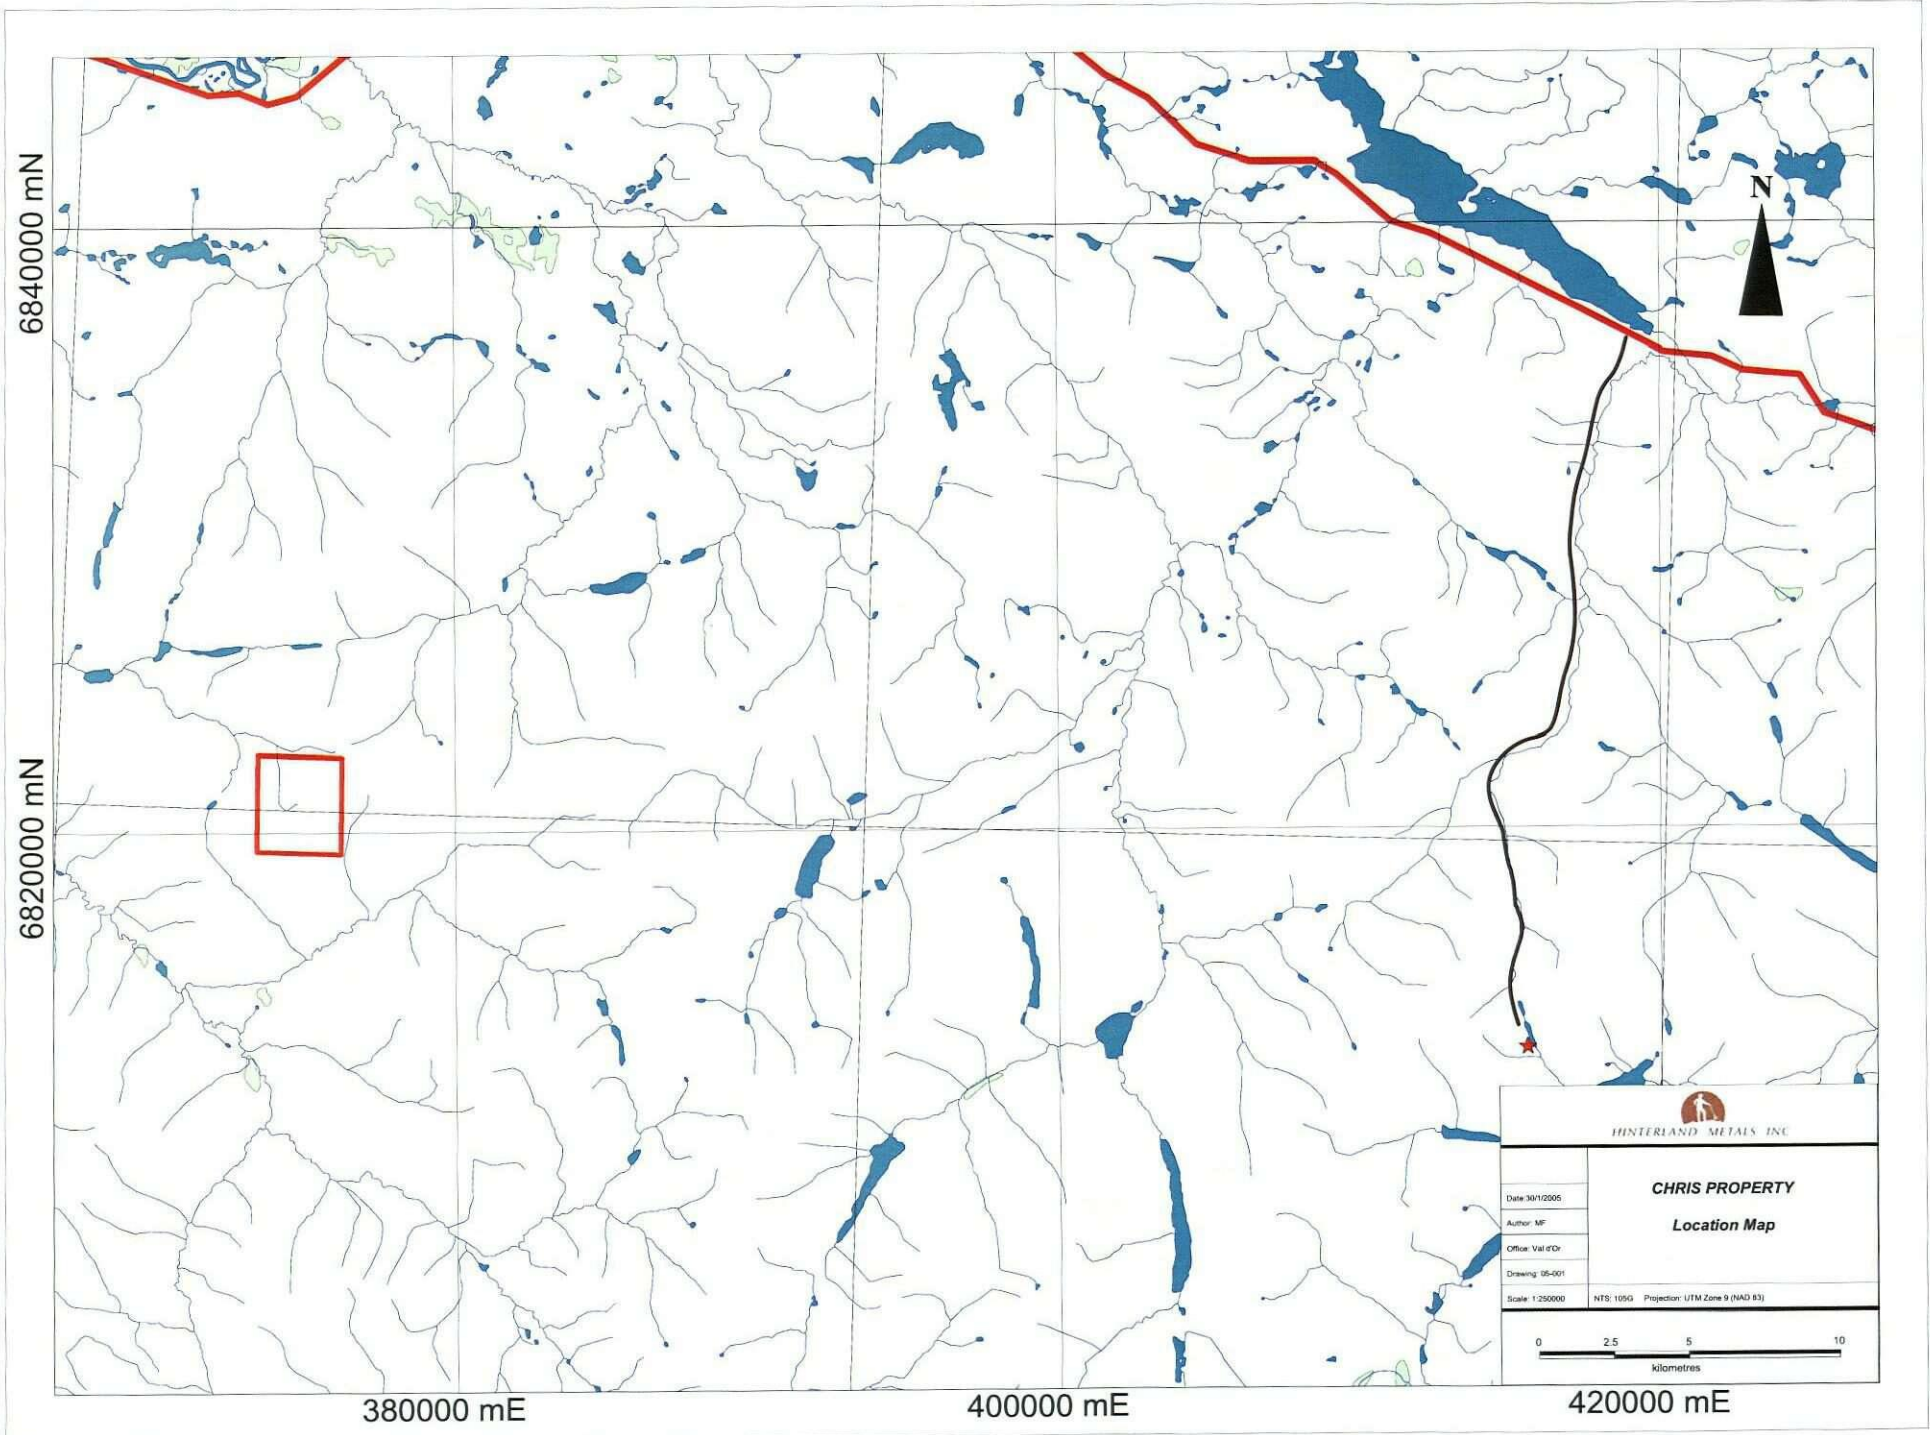 6840000 mN
6820000 mN
N
HINTERLAND METALS INC
CHRIS PROPERTY
Location Map
Date: 30/1/2005
Author: MF
Office: Val d'Or
Drawing: 05-001
Scale: 1:250000
NTS: 105G Projection: UTM Zone 9 (NAD 83)
0 2.5 5 10
kilometres
380000 mE 400000 mE 420000 mE